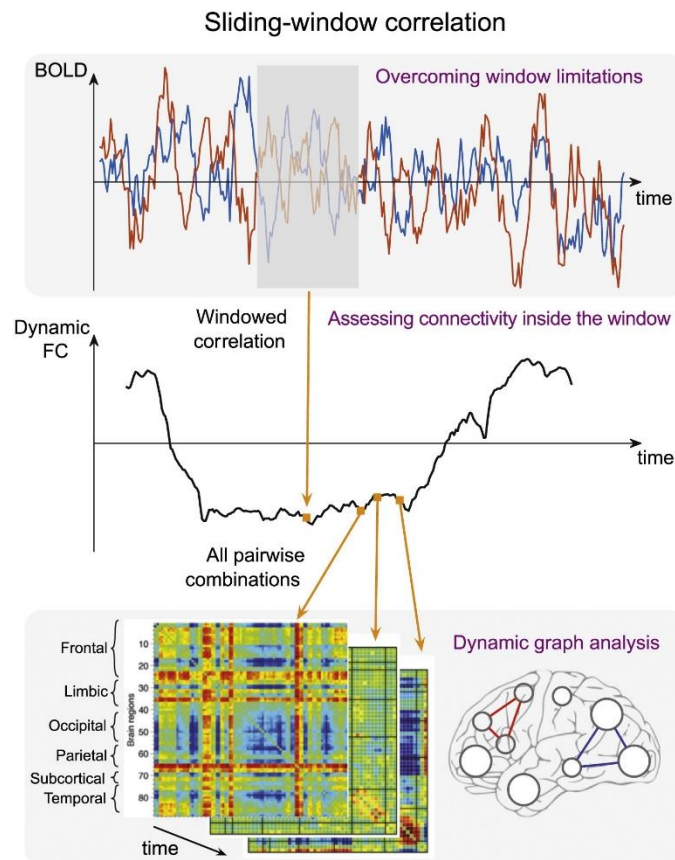 Sliding-window correlation
BOLD
Overcoming window limitations
time
Windowed
correlation
Assessing connectivity inside the window
Dynamic
FC
time
All pairwise
combinations
Dynamic graph analysis
Frontal
Limbic
Occipital
Parietal
Subcortical
Temporal
Brain regions
10
20
30
40
50
60
70
80
time